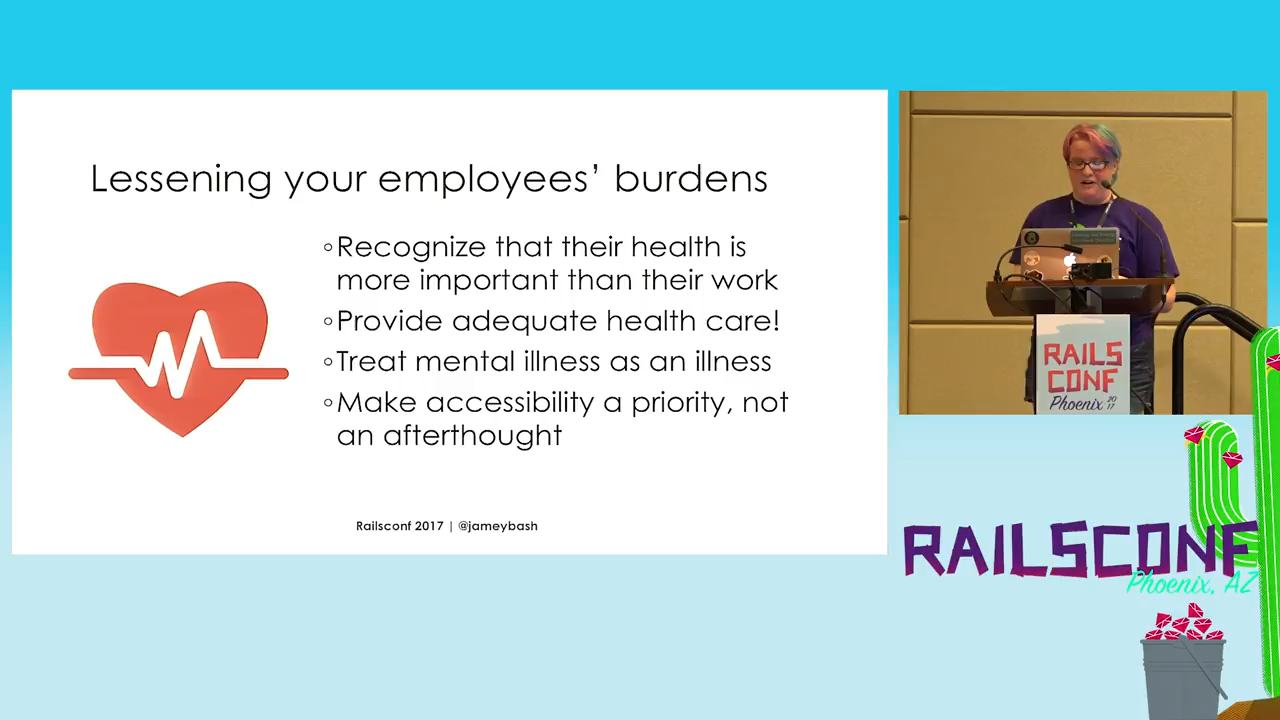 Lessening your employees’ burdens
◦Recognize that their health is
more important than their work
◦Provide adequate health care!
◦Treat mental illness as an illness
◦Make accessibility a priority, not
an afterthought
Railsconf 2017 | @jameybash
RAILS
CONF
Phoenix 2017
RAILSCONF
Phoenix, AZ